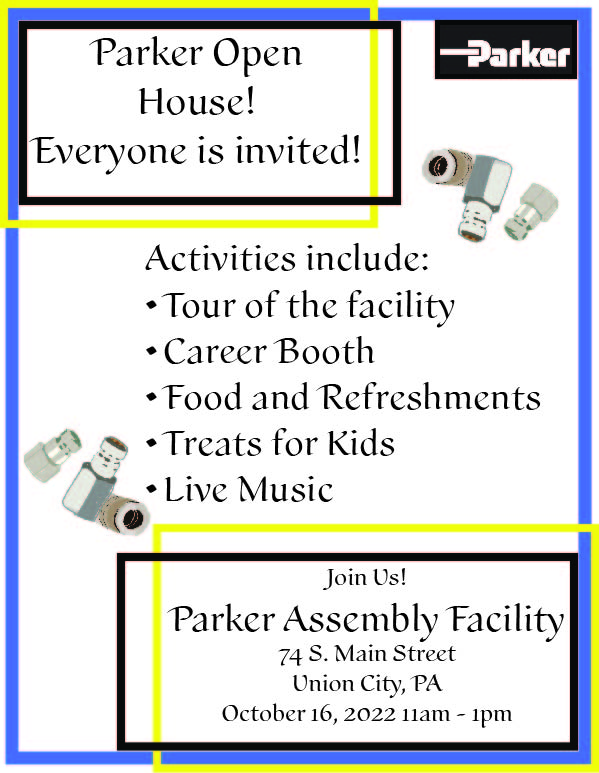 Parker Open
House!
Everyone is invited!
Parker
Activities include:
• Tour of the facility
• Career Booth
• Food and Refreshments
• Treats for Kids
• Live Music
Join Us!
Parker Assembly Facility
74 S. Main Street
Union City, PA
October 16, 2022 11am - 1pm